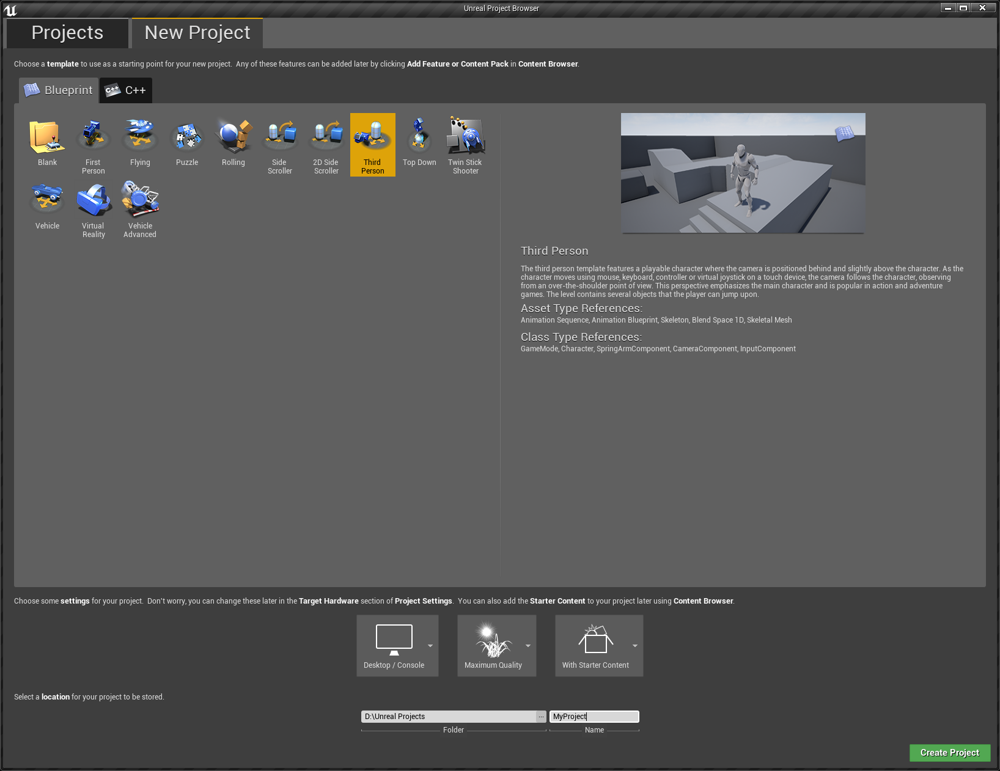 Unreal Project Browser
Projects
New Project
Choose a template to use as a starting point for your new project.  Any of these features can be added later by clicking Add Feature or Content Pack in Content Browser.
Blueprint
C++
C++
Blank
First
Person
Flying
Puzzle
Rolling
Side
Scroller
2D Side
Scroller
Third
Person
Top Down
Twin Stick
Shooter
Vehicle
Virtual
Reality
Vehicle
Advanced
Third Person
The third person template features a playable character where the camera is positioned behind and slightly above the character. As the
character moves using mouse, keyboard, controller or virtual joystick on a touch device, the camera follows the character, observing
from an over-the-shoulder point of view. This perspective emphasizes the main character and is popular in action and adventure
games. The level contains several objects that the player can jump upon.
Asset Type References:
Animation Sequence, Animation Blueprint, Skeleton, Blend Space 1D, Skeletal Mesh
Class Type References:
GameMode, Character, SpringArmComponent, CameraComponent, InputComponent
Choose some settings for your project.  Don't worry, you can change these later in the Target Hardware section of Project Settings.  You can also add the Starter Content to your project later using Content Browser.
Desktop / Console
Maximum Quality
With Starter Content
Select a location for your project to be stored.
D:\Unreal Projects
...
MyProject
Folder
Name
Create Project